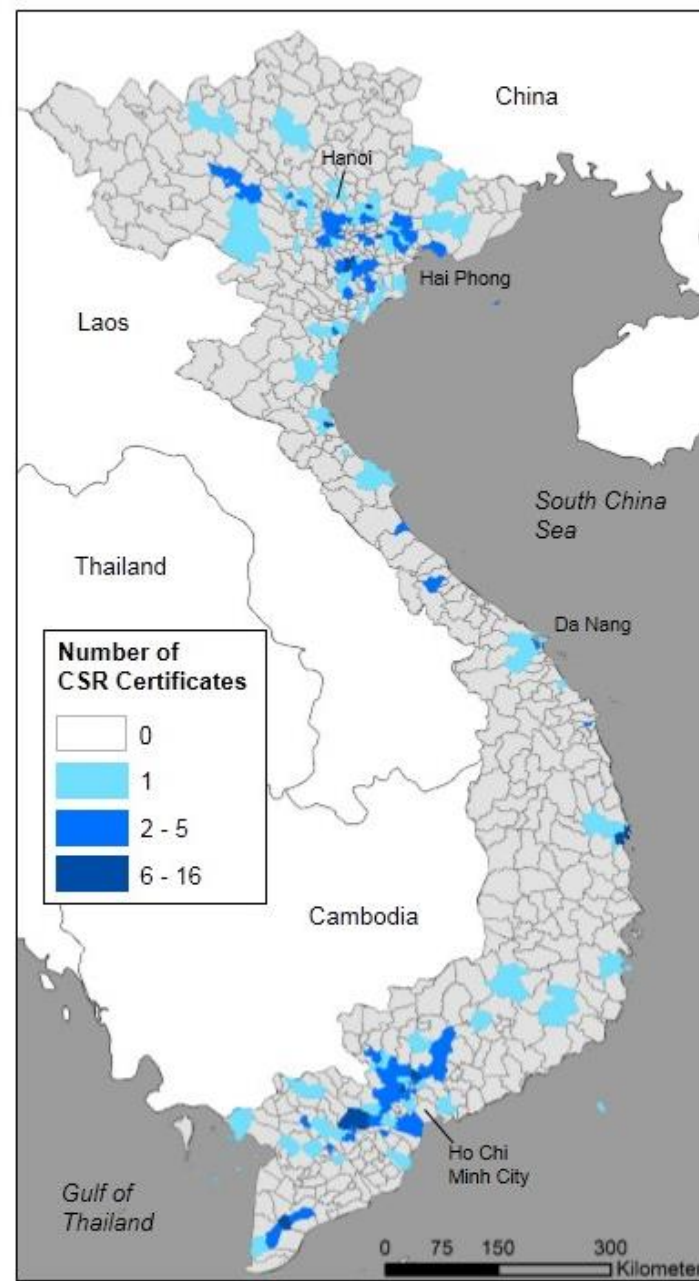 China
Hanoi
Hai Phong
Laos
South China
Sea
Thailand
Da Nang
Number of
CSR Certificates
0
1
2 - 5
6 - 16
Cambodia
Ho Chi
Minh City
Gulf of
Thailand
0 75 150 300
Kilometer